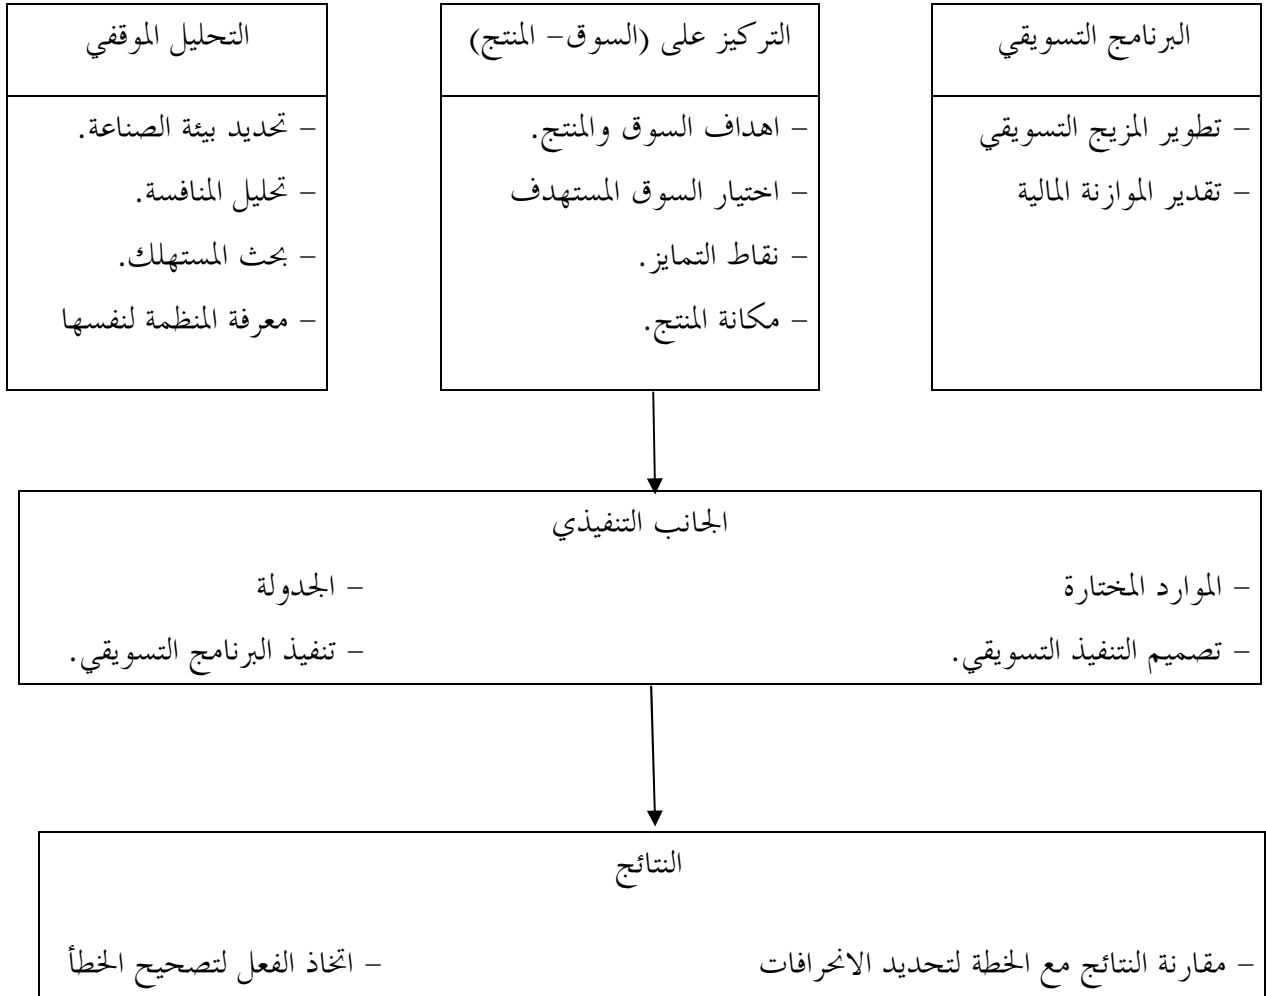 البرنامج التسويقي
– تطوير المزيج التسويقي
– تقدير الموازنة المالية
التركيز على (السوق– المنتج)
– اهداف السوق والمنتج.
– اختيار السوق المستهدف
– نقاط التمايز.
– مكانة المنتج.
التحليل الموقفي
– تحديد بيئة الصناعة.
– تحليل المنافسة.
– بحث المستهلك.
– معرفة المنظمة لنفسها
الجانب التنفيذي
– الموارد المختارة
– الجدولة
– تصميم التنفيذ التسويقي.
– تنفيذ البرنامج التسويقي.
النتائج
– مقارنة النتائج مع الخطة لتحديد الانحرافات
– اتخاذ الفعل لتصحيح الخطأ